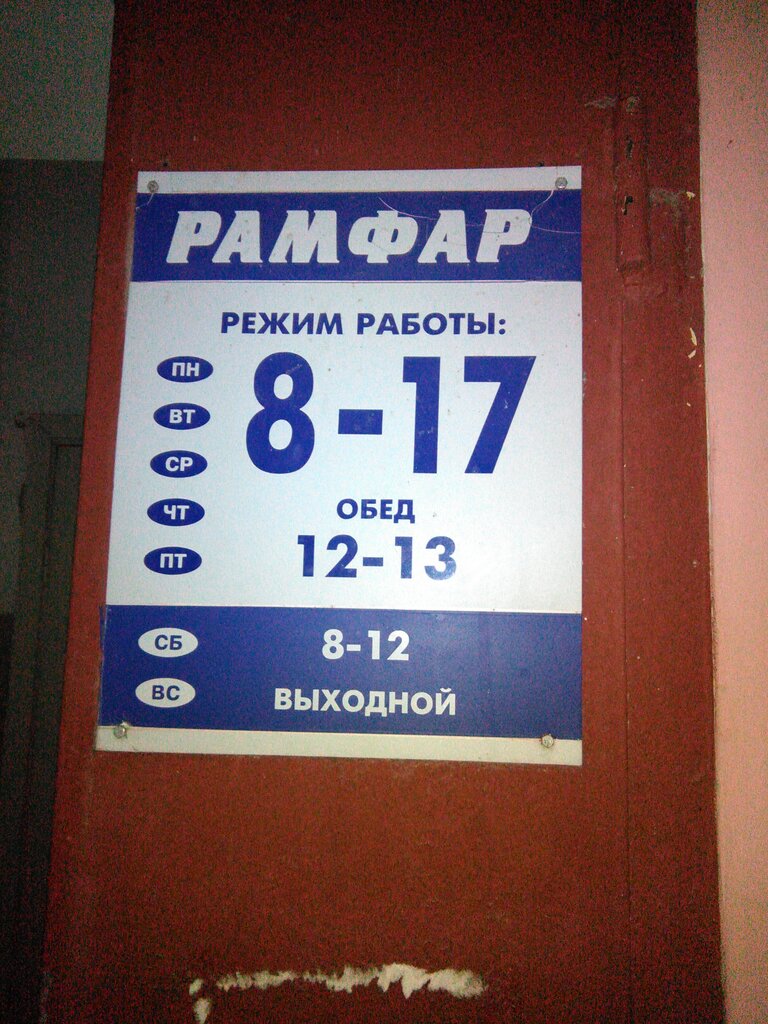 РАМФАР
РЕЖИМ РАБОТЫ:
ПН
ВТ
СР
ЧТ
ПТ
8-17
ОБЕД
12-13
СБ 8-12
ВС ВЫХОДНОЙ